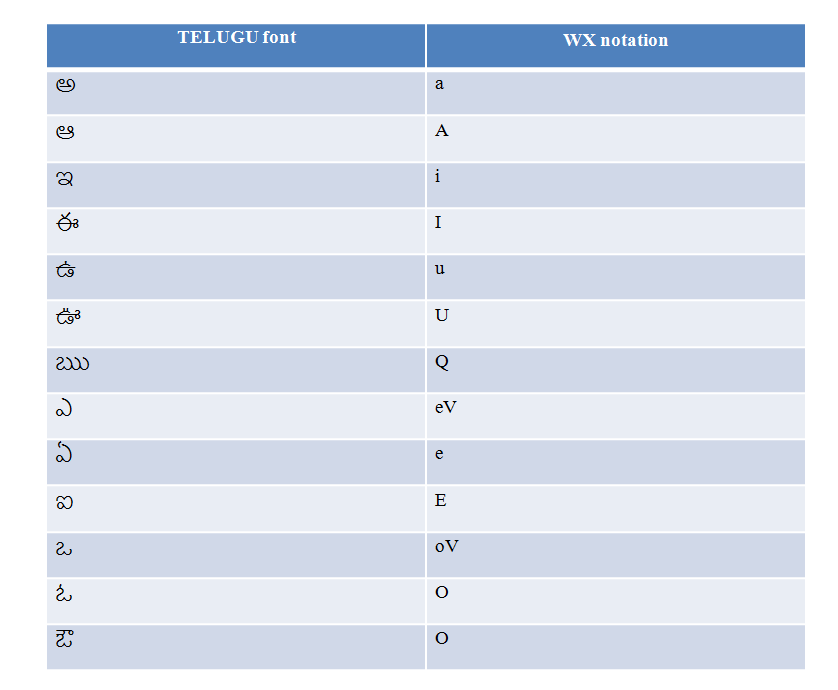 TELUGU font WX notation
అ a
ఆ A
ఇ i
ఈ I
ఉ u
ఊ U
ఋ Q
ఎ eV
ఏ e
ఐ E
ఒ oV
ఓ O
ఔ O